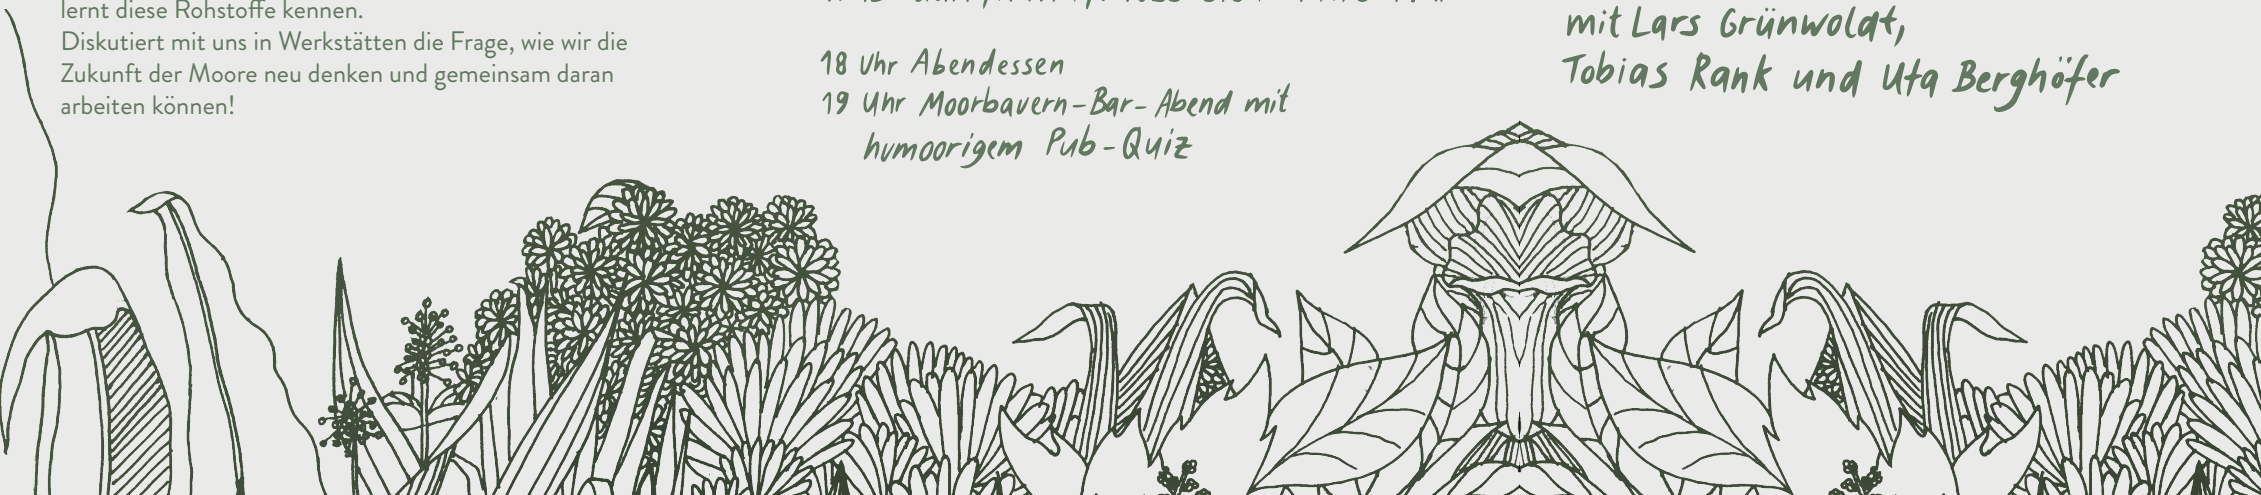 lernt diese Rohstoffe kennen.
Diskutiert mit uns in Werkstätten die Frage, wie wir die
Zukunft der Moore neu denken und gemeinsam daran
arbeiten können!
18 Uhr Abendessen
19 Uhr Moorbauern-Bar-Abend mit
humoorigem Pub-Quiz
mit Lars Grünwoldt,
Tobias Rank und Uta Berghöfer